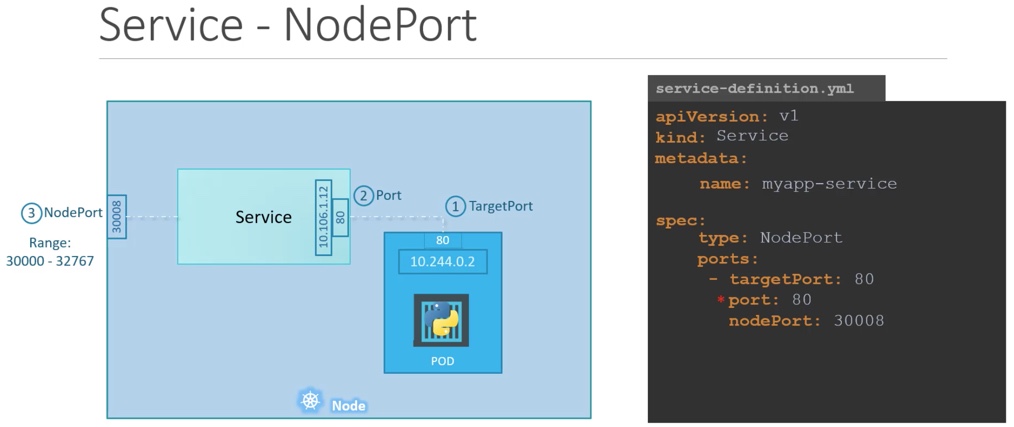 Service - NodePort
3 NodePort
Range:
30000 - 32767
30008
Service
10.106.1.12
80
2 Port
1 TargetPort
80
10.244.0.2
POD
Node
service-definition.yml
apiVersion: v1
kind: Service
metadata:
name: myapp-service
spec:
type: NodePort
ports:
- targetPort: 80
* port: 80
nodePort: 30008